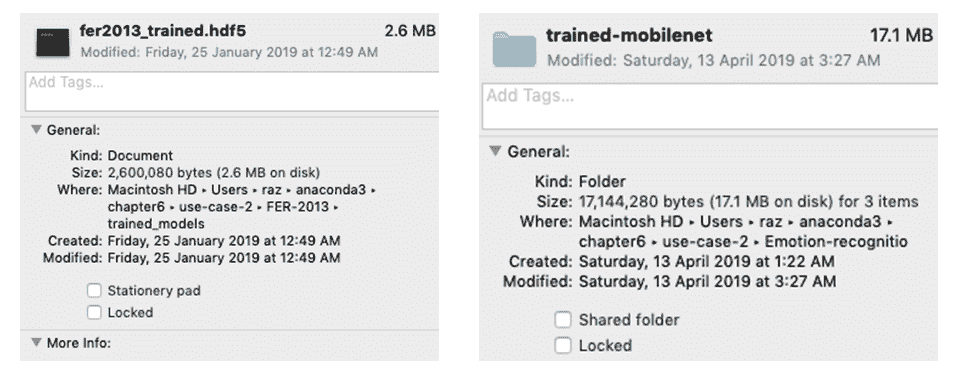 fer2013_trained.hdf5 2.6 MB
Modified: Friday, 25 January 2019 at 12:49 AM
Add Tags...
▼ General:
Kind: Document
Size: 2,600,080 bytes (2.6 MB on disk)
Where: Macintosh HD ▸ Users ▸ raz ▸ anaconda3 ▸
chapter6 ▸ use-case-2 ▸ FER-2013 ▸
trained_models
Created: Friday, 25 January 2019 at 12:49 AM
Modified: Friday, 25 January 2019 at 12:49 AM
Stationery pad
Locked
▼ More Info:
trained-mobilenet 17.1 MB
Modified: Saturday, 13 April 2019 at 3:27 AM
Add Tags...
▼ General:
Kind: Folder
Size: 17,144,280 bytes (17.1 MB on disk) for 3 items
Where: Macintosh HD ▸ Users ▸ raz ▸ anaconda3 ▸
chapter6 ▸ use-case-2 ▸ Emotion-recognitio
Created: Saturday, 13 April 2019 at 1:22 AM
Modified: Saturday, 13 April 2019 at 3:27 AM
Shared folder
Locked